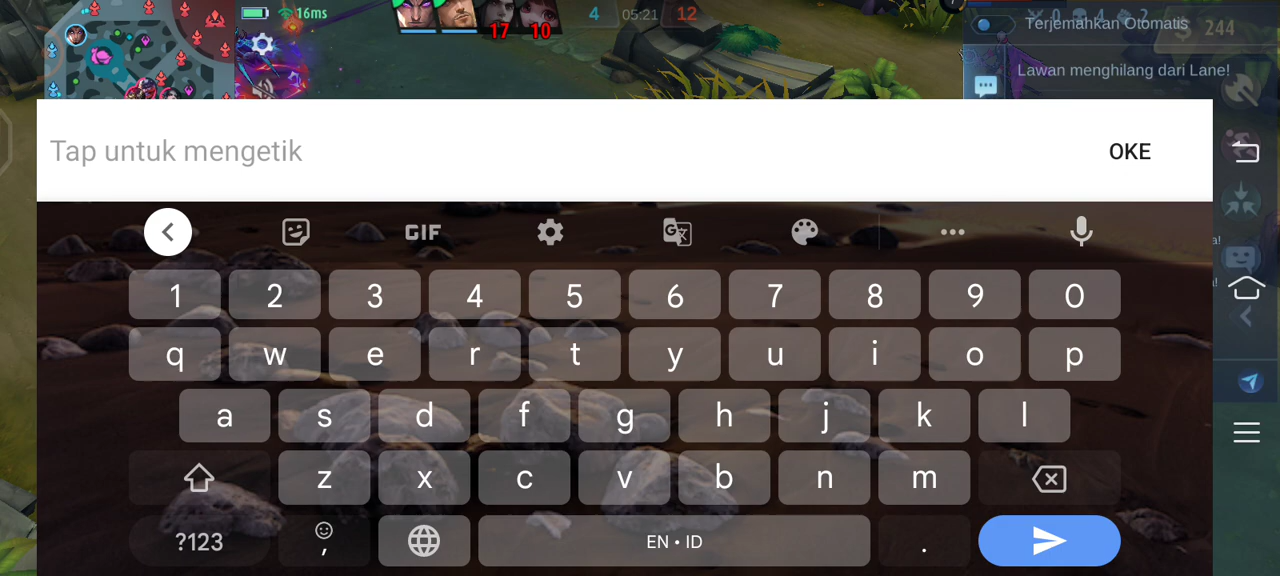 16ms
17 10
4 05:21 12
Terjemahkan Otomatis
244
Lawan menghilang dari Lane!
Tap untuk mengetik
OKE
GIF
1 2 3 4 5 6 7 8 9 0
q w e r t y u i o p
a s d f g h j k l
z x c v b n m
?123 , EN • ID .